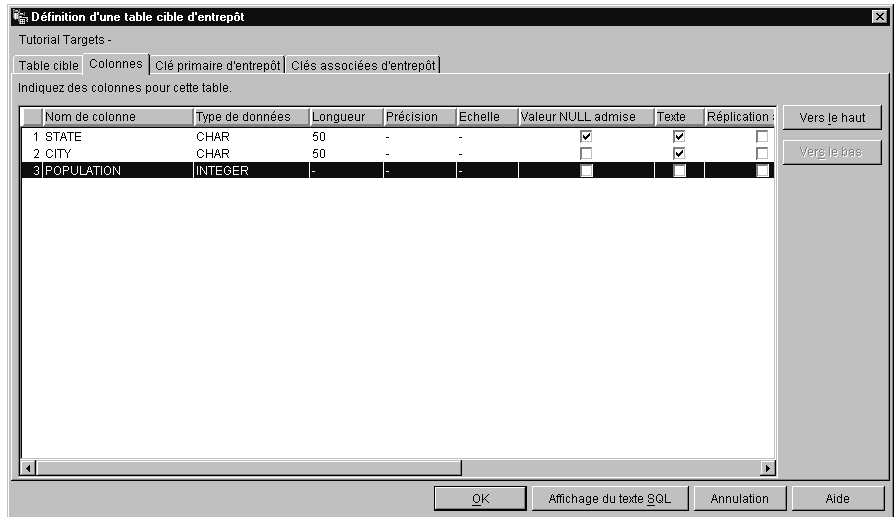 Définition d'une table cible d'entrepôt
Tutorial Targets -
Table cible Colonnes Clé primaire d'entrepôt Clés associées d'entrepôt
Indiquez des colonnes pour cette table.
Nom de colonne Type de données Longueur Précision Echelle Valeur NULL admise Texte Réplication
1 STATE CHAR 50 - -
2 CITY CHAR 50 - -
3 POPULATION INTEGER - - -
Vers le haut
Vers le bas
OK Affichage du texte SQL Annulation Aide